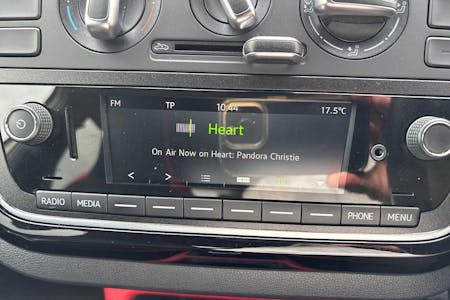 FM TP 10:44 17.5°C
Heart
On Air Now on Heart: Pandora Christie
< >
RADIO MEDIA PHONE MENU